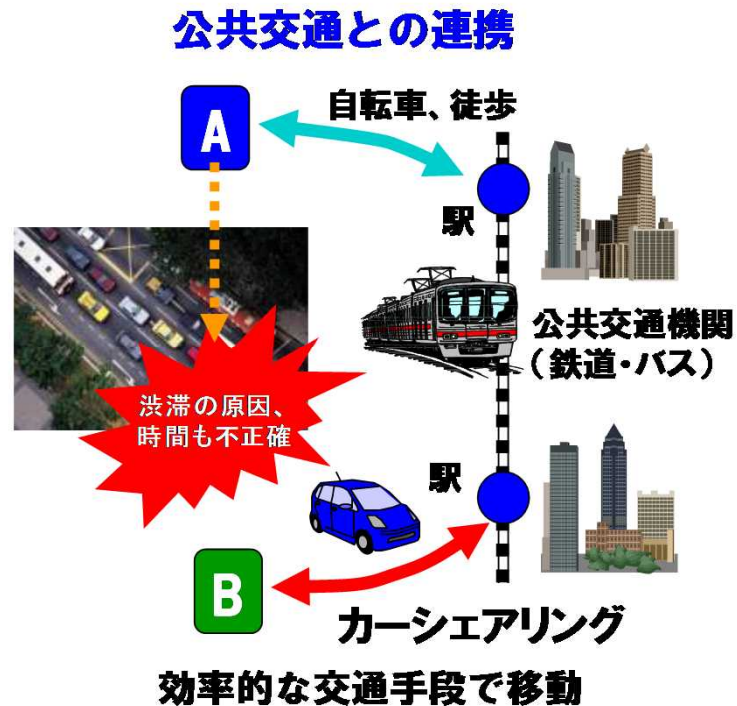 公共交通との連携
A
自転車、徒歩
駅
公共交通機関
（鉄道・バス）
渋滞の原因、
時間も不正確
駅
B
カーシェアリング
効率的な交通手段で移動